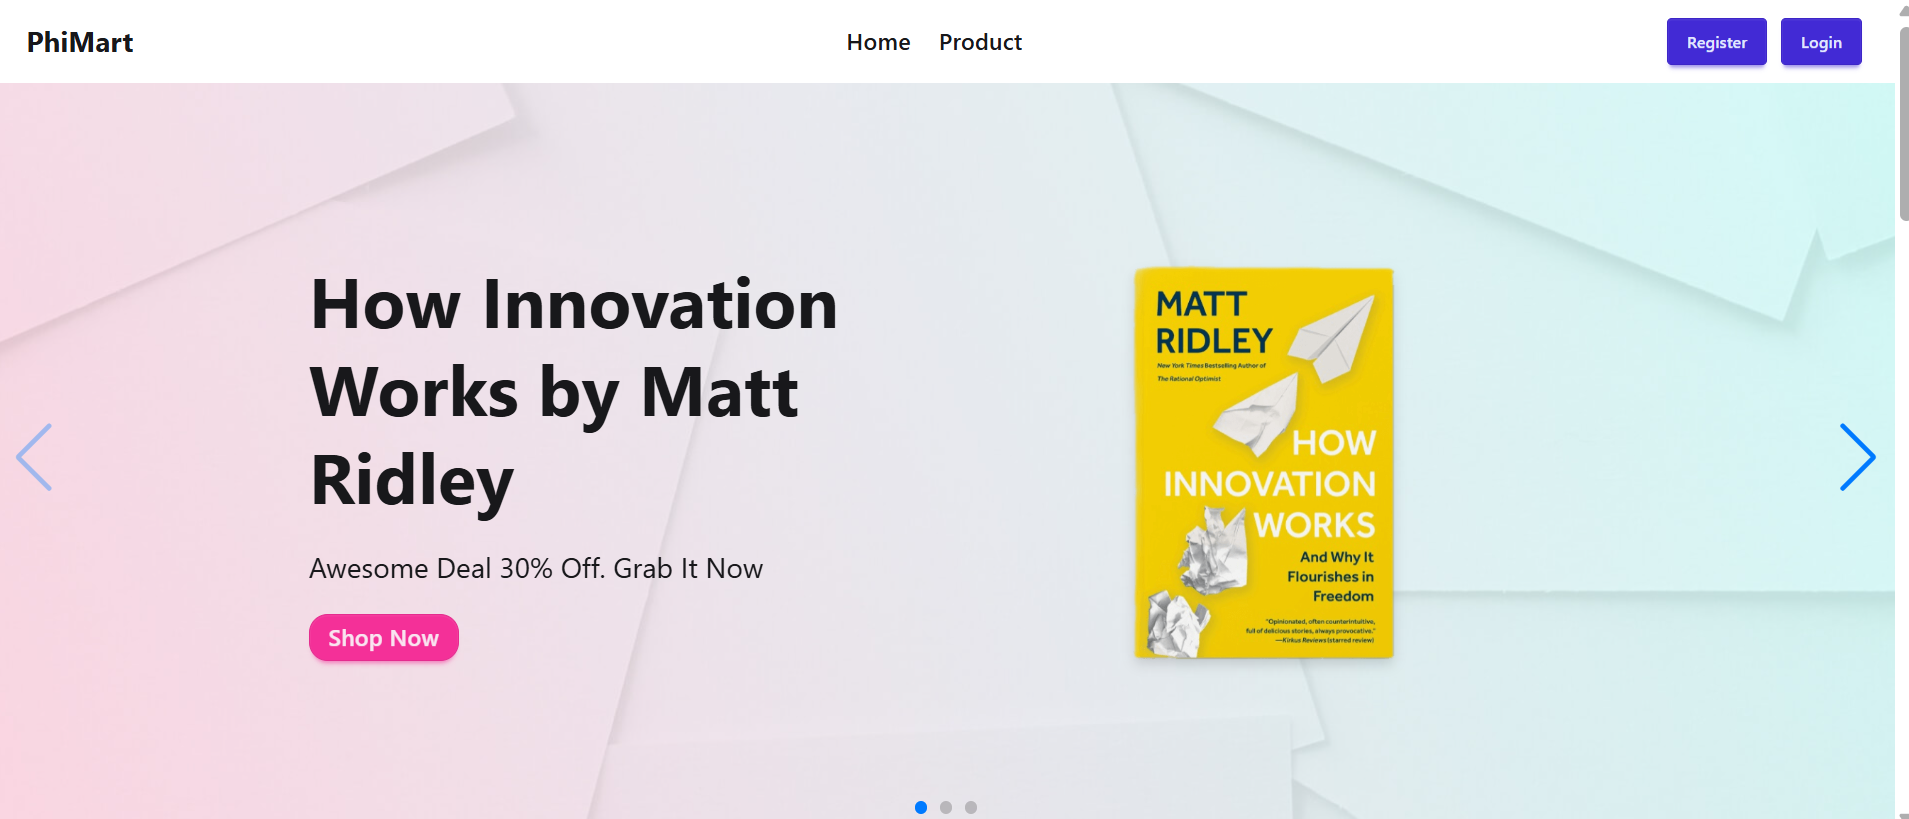 PhiMart
Home Product
Register Login
How Innovation
Works by Matt
Ridley
Awesome Deal 30% Off. Grab It Now
Shop Now
MATT
RIDLEY
New York Times Bestselling Author of
The Rational Optimist
HOW
INNOVATION
WORKS
And Why It
Flourishes in
Freedom
"Opinionated, often counterintuitive,
full of delicious stories, always provocative."
—Kirkus Reviews (starred review)